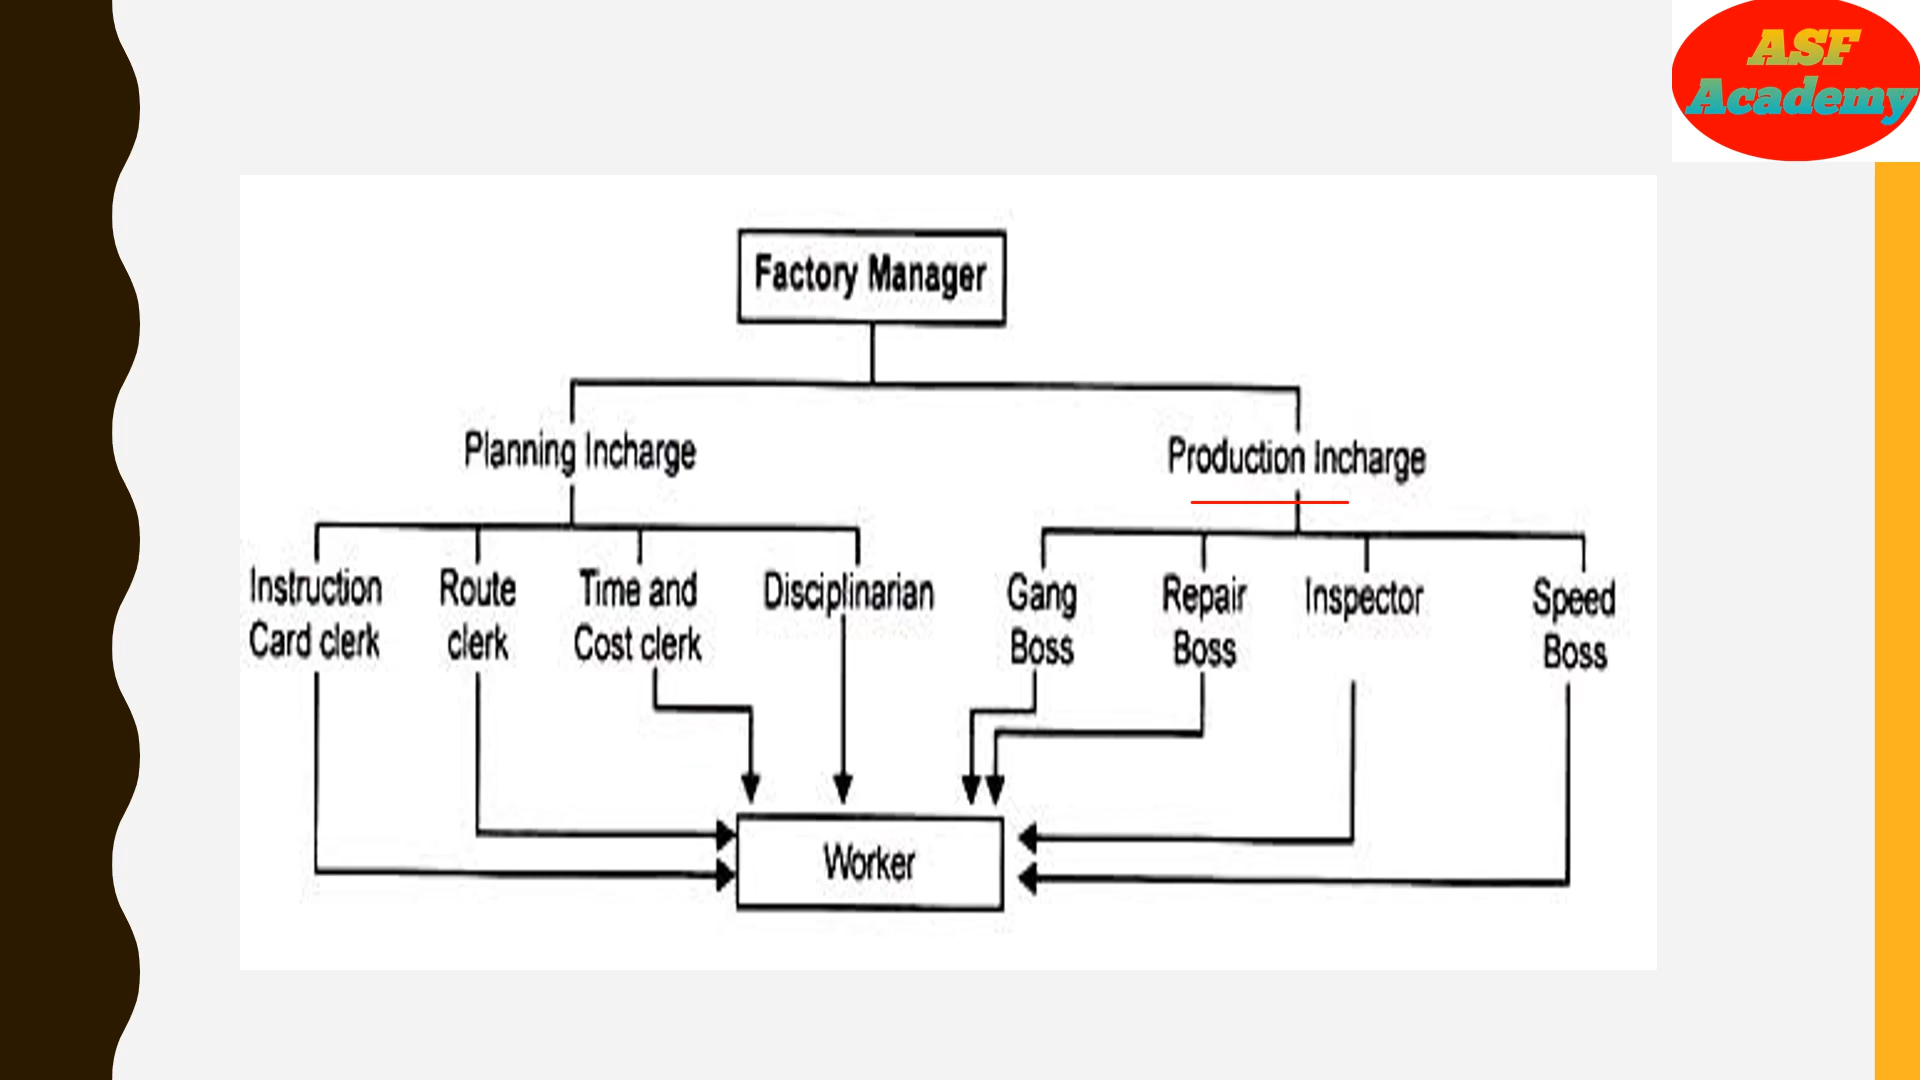 ASF
Academy
Factory Manager
Planning Incharge
Production Incharge
Instruction
Card clerk
Route
clerk
Time and
Cost clerk
Disciplinarian
Gang
Boss
Repair
Boss
Inspector
Speed
Boss
Worker